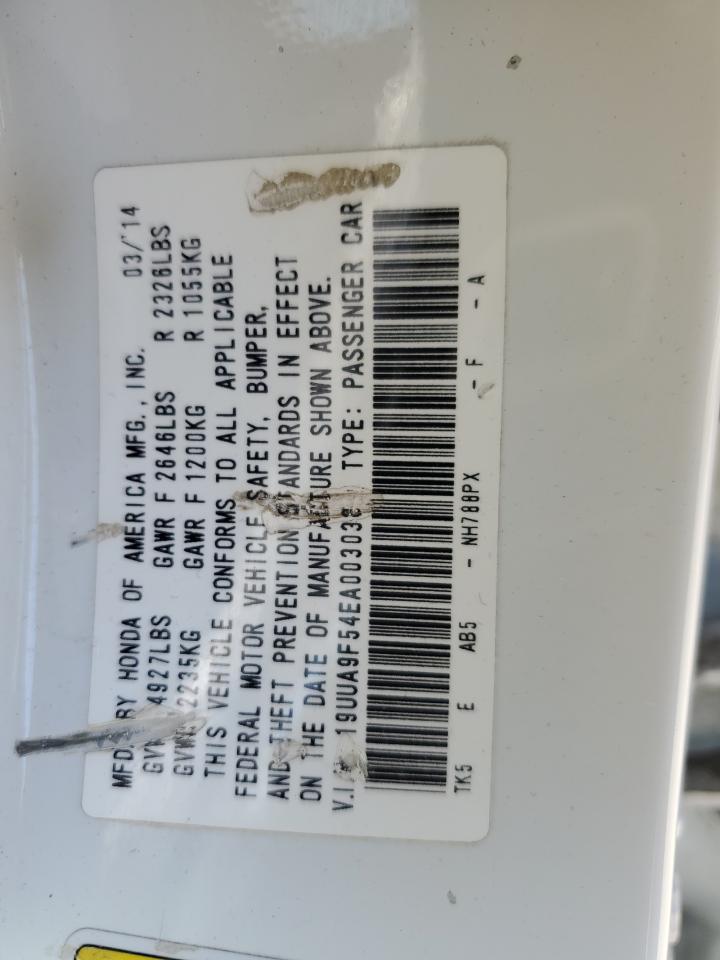 MFD. BY HONDA OF AMERICA MFG., INC. 03/'14
4927LBS GAWR F 2646LBS R 2326LBS
2235KG GAWR F 1200KG R 1055KG
THIS VEHICLE CONFORMS TO ALL APPLICABLE
FEDERAL MOTOR VEHICLE SAFETY, BUMPER,
AND THEFT PREVENTION STANDARDS IN EFFECT
ON THE DATE OF MANUFACTURE SHOWN ABOVE.
19UUA9F54EA003038 TYPE: PASSENGER CAR
TK5 E AB5 - NH788PX - F - A